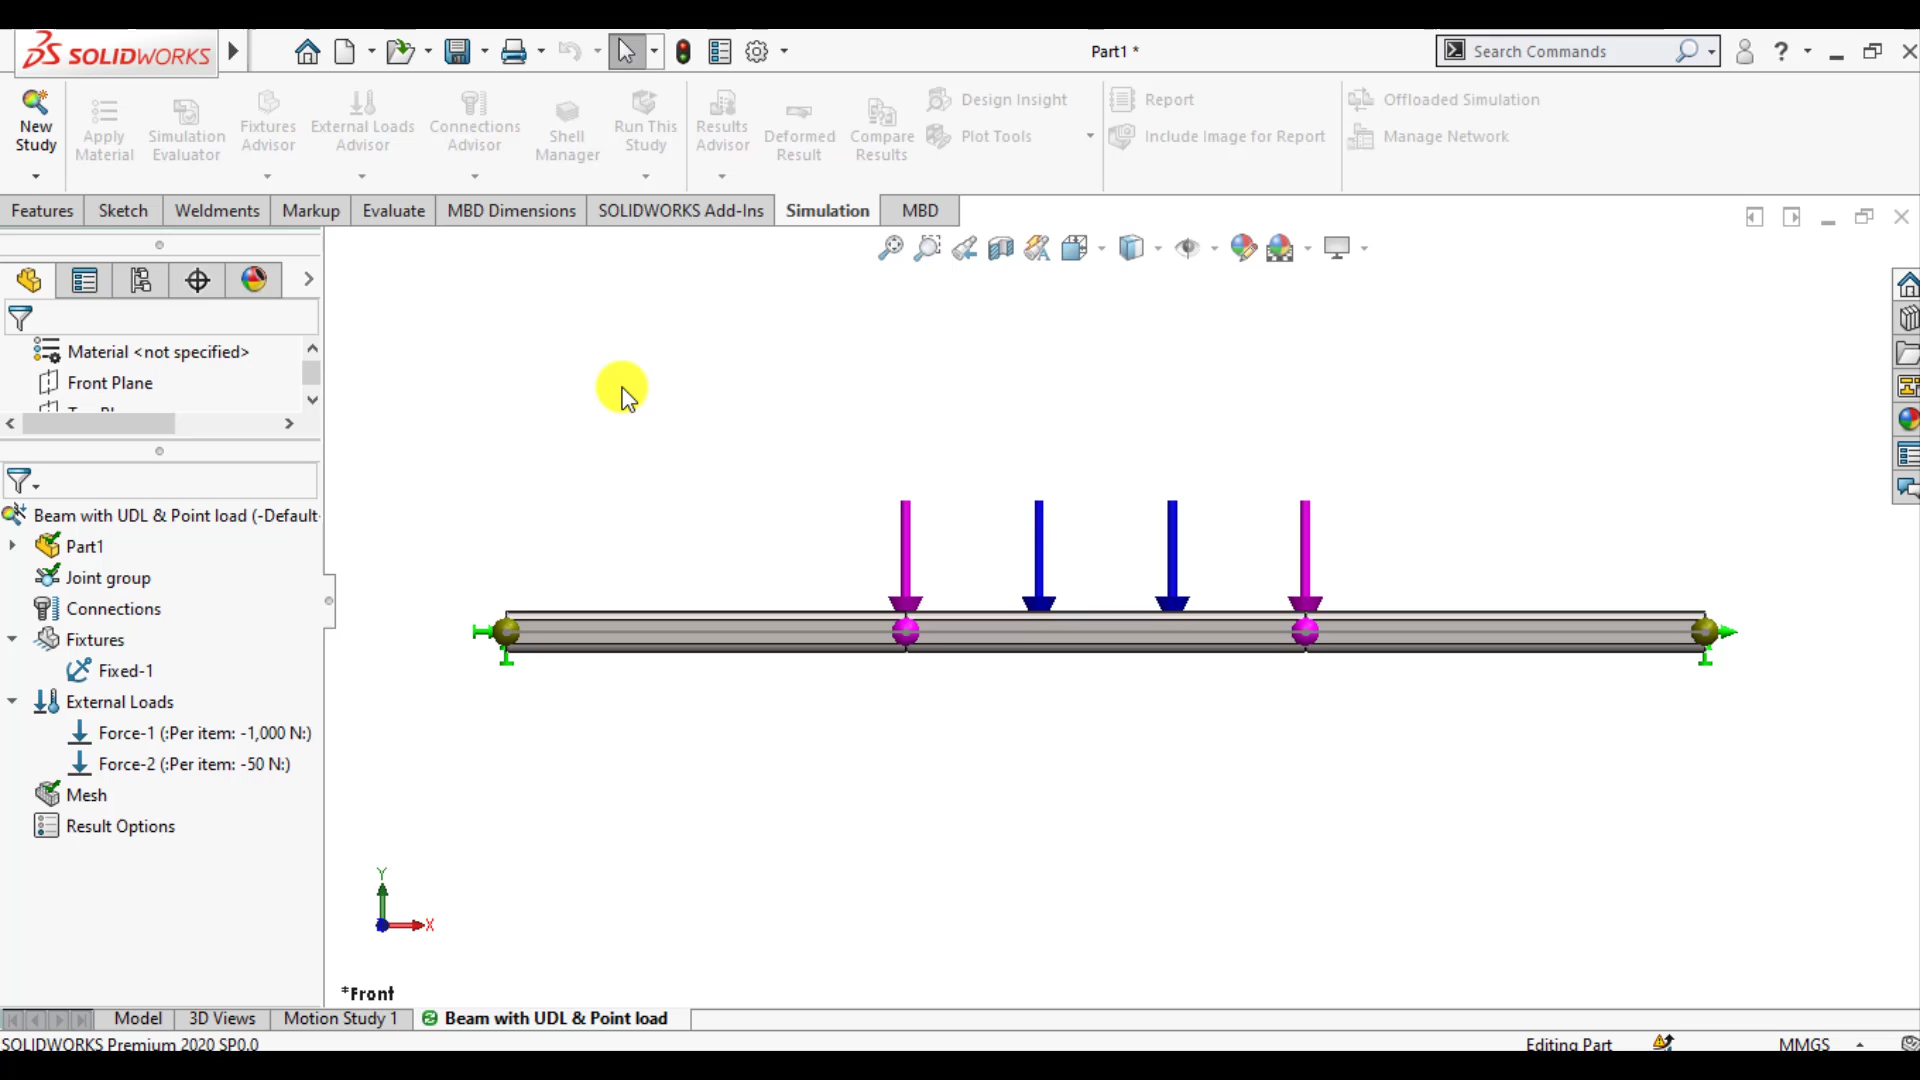 SOLIDWORKS
Part1 *
Search Commands
New Study
Apply Material
Simulation Evaluator
Fixtures Advisor
External Loads Advisor
Connections Advisor
Shell Manager
Run This Study
Results Advisor
Deformed Result
Compare Results
Design Insight
Plot Tools
Report
Include Image for Report
Offloaded Simulation
Manage Network
Features
Sketch
Weldments
Markup
Evaluate
MBD Dimensions
SOLIDWORKS Add-Ins
Simulation
MBD
Material <not specified>
Front Plane
Beam with UDL & Point load (-Default-
Part1
Joint group
Connections
Fixtures
Fixed-1
External Loads
Force-1 (:Per item: -1,000 N:)
Force-2 (:Per item: -50 N:)
Mesh
Result Options
Y
X
*Front
Model
3D Views
Motion Study 1
Beam with UDL & Point load
SOLIDWORKS Premium 2020 SP0.0
Editing Part
MMGS